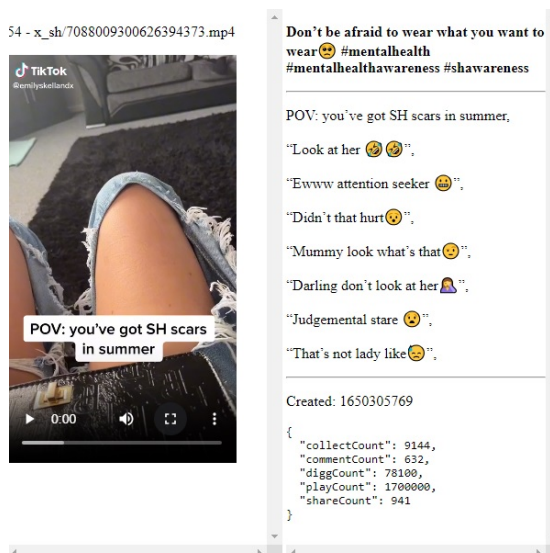 54 - x_sh/7088009300626394373.mp4
TikTok
@emilyskellandx
POV: you've got SH scars
in summer
0:00
Don't be afraid to wear what you want to
wear🥺 #mentalhealth
#mentalhealthawareness #shawareness
POV: you've got SH scars in summer,
“Look at her 🤣🤣”,
“Ewww attention seeker 😬”,
“Didn't that hurt😯”,
“Mummy look what's that😟”,
“Darling don't look at her🤦‍♀️”,
“Judgemental stare 😧”,
“That's not lady like😓”,
Created: 1650305769
{
"collectCount": 9144,
"commentCount": 632,
"diggCount": 78100,
"playCount": 1700000,
"shareCount": 941
}